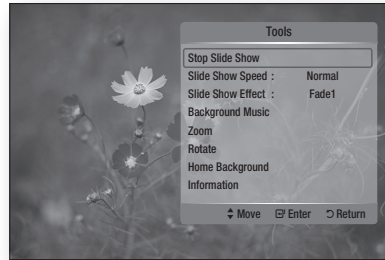 Tools
Stop Slide Show
Slide Show Speed : Normal
Slide Show Effect : Fade1
Background Music
Zoom
Rotate
Home Background
Information
Move Enter Return